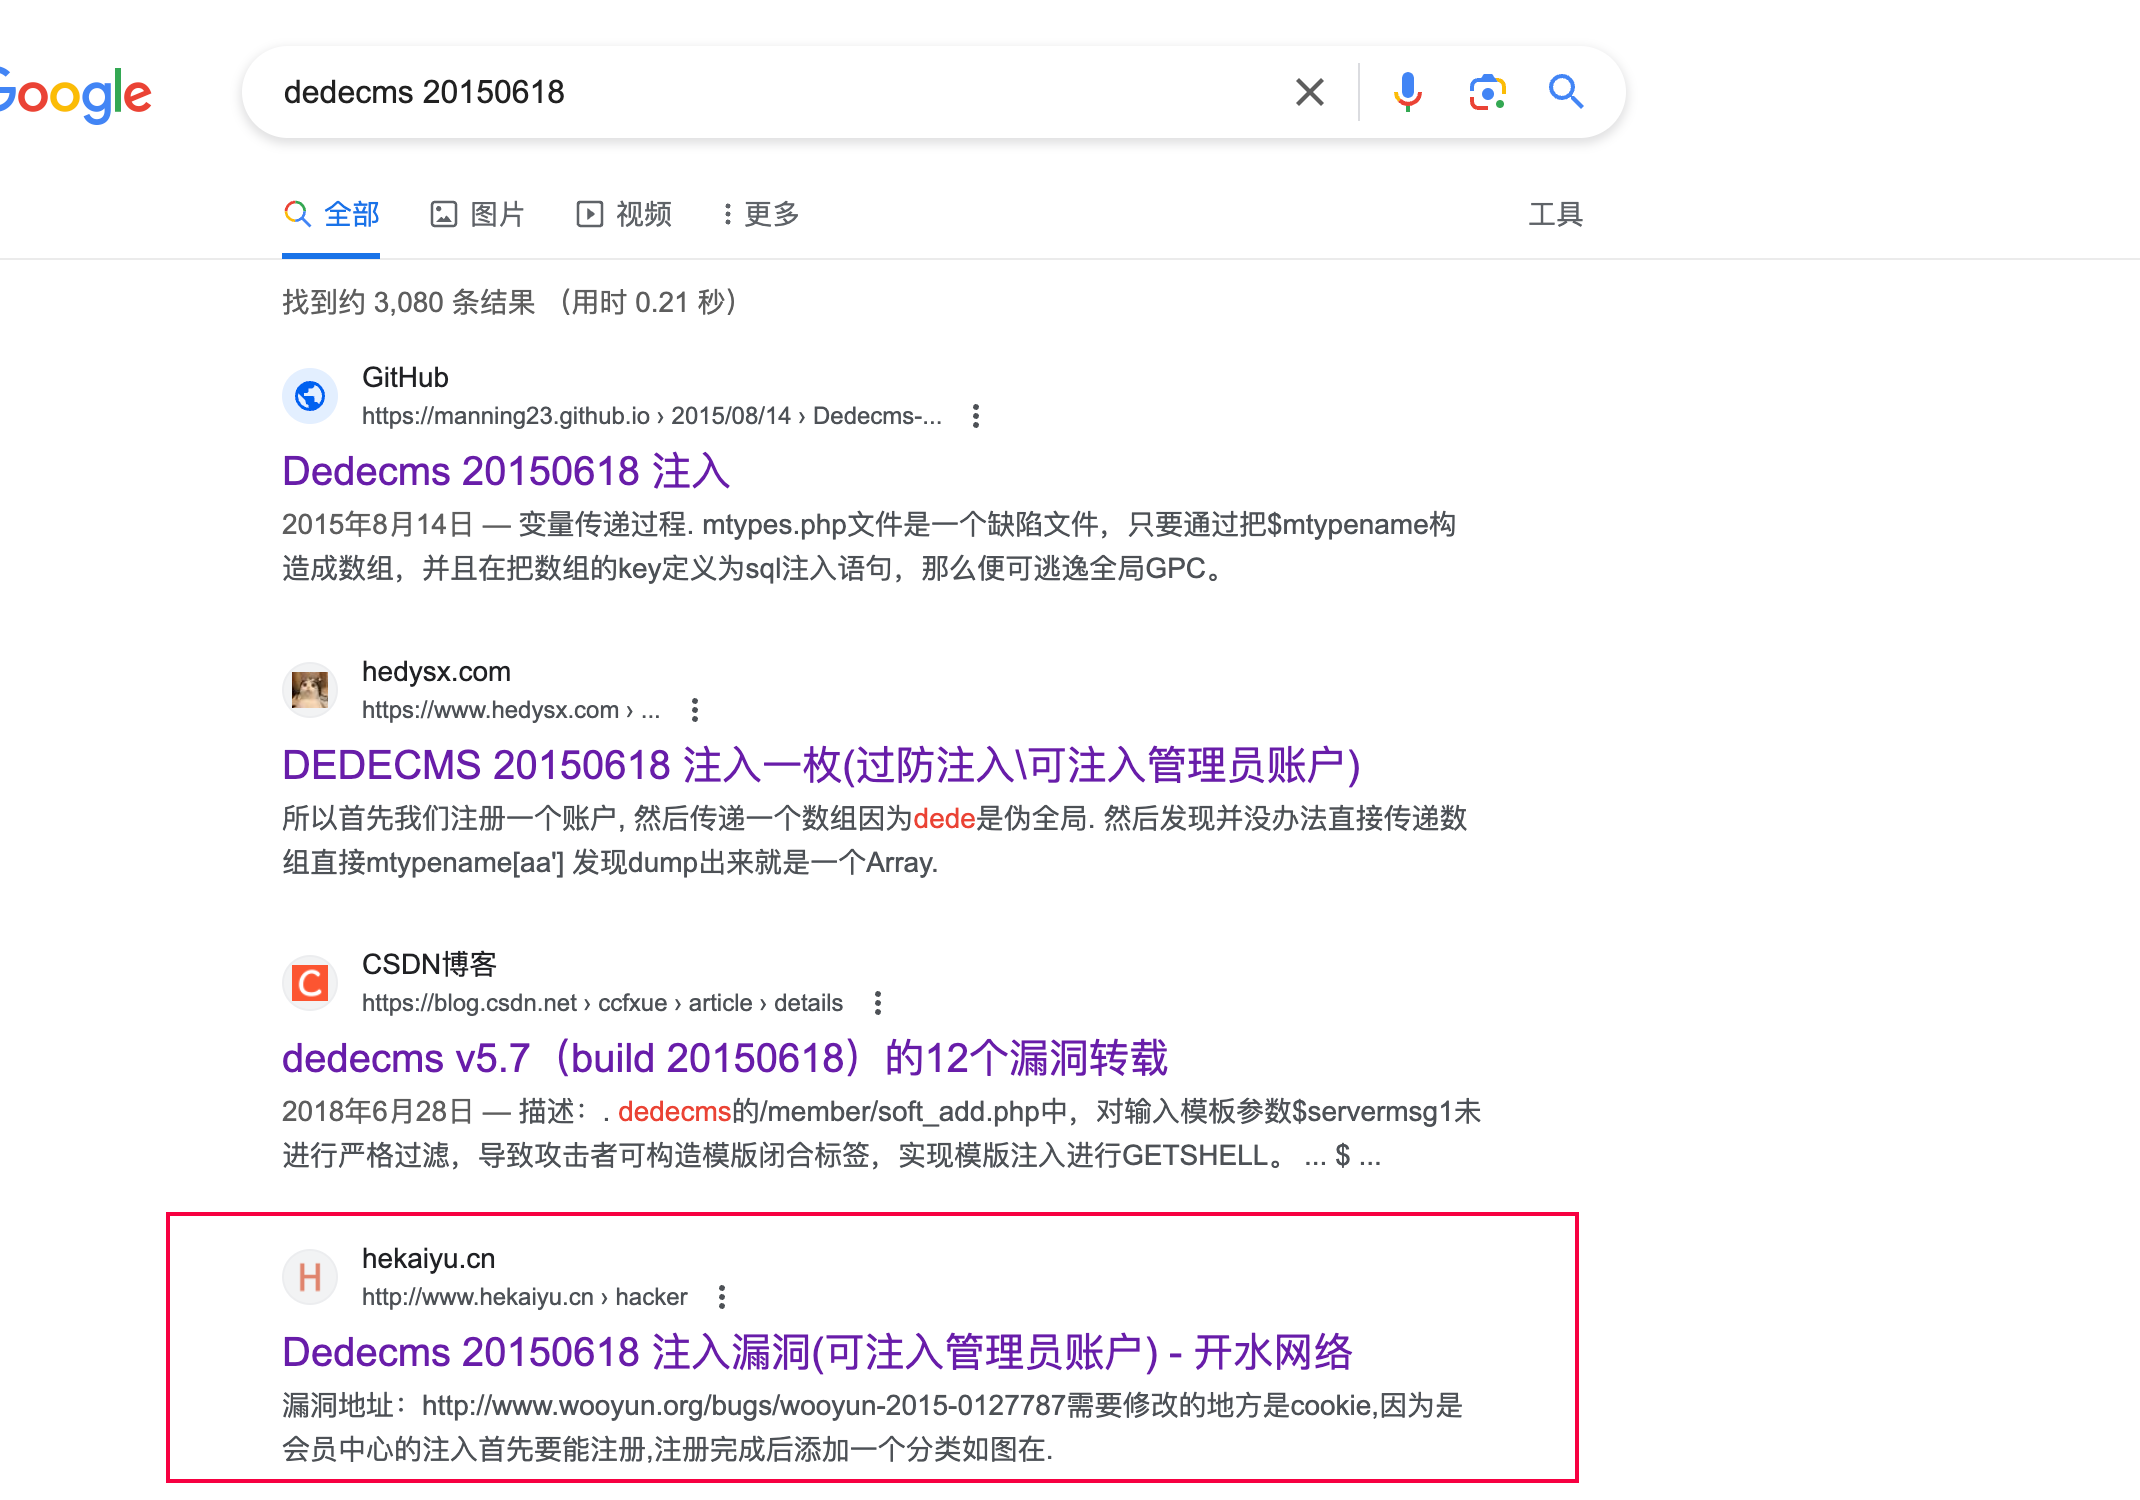 Google
dedecms 20150618
全部 图片 视频 更多 工具
找到约 3,080 条结果 （用时 0.21 秒）
GitHub
https://manning23.github.io › 2015/08/14 › Dedecms-...
Dedecms 20150618 注入
2015年8月14日 — 变量传递过程. mtypes.php文件是一个缺陷文件，只要通过把$mtypename构
造成数组，并且在把数组的key定义为sql注入语句，那么便可逃逸全局GPC。
hedysx.com
https://www.hedysx.com › ...
DEDECMS 20150618 注入一枚(过防注入\可注入管理员账户)
所以首先我们注册一个账户, 然后传递一个数组因为dede是伪全局. 然后发现并没办法直接传递数
组直接mtypename[aa'] 发现dump出来就是一个Array.
C
CSDN博客
https://blog.csdn.net › ccfxue › article › details
dedecms v5.7（build 20150618）的12个漏洞转载
2018年6月28日 — 描述：. dedecms的/member/soft_add.php中，对输入模板参数$servermsg1未
进行严格过滤，导致攻击者可构造模版闭合标签，实现模版注入进行GETSHELL。 ... $ ...
H
hekaiyu.cn
http://www.hekaiyu.cn › hacker
Dedecms 20150618 注入漏洞(可注入管理员账户) - 开水网络
漏洞地址：http://www.wooyun.org/bugs/wooyun-2015-0127787需要修改的地方是cookie,因为是
会员中心的注入首先要能注册,注册完成后添加一个分类如图在.